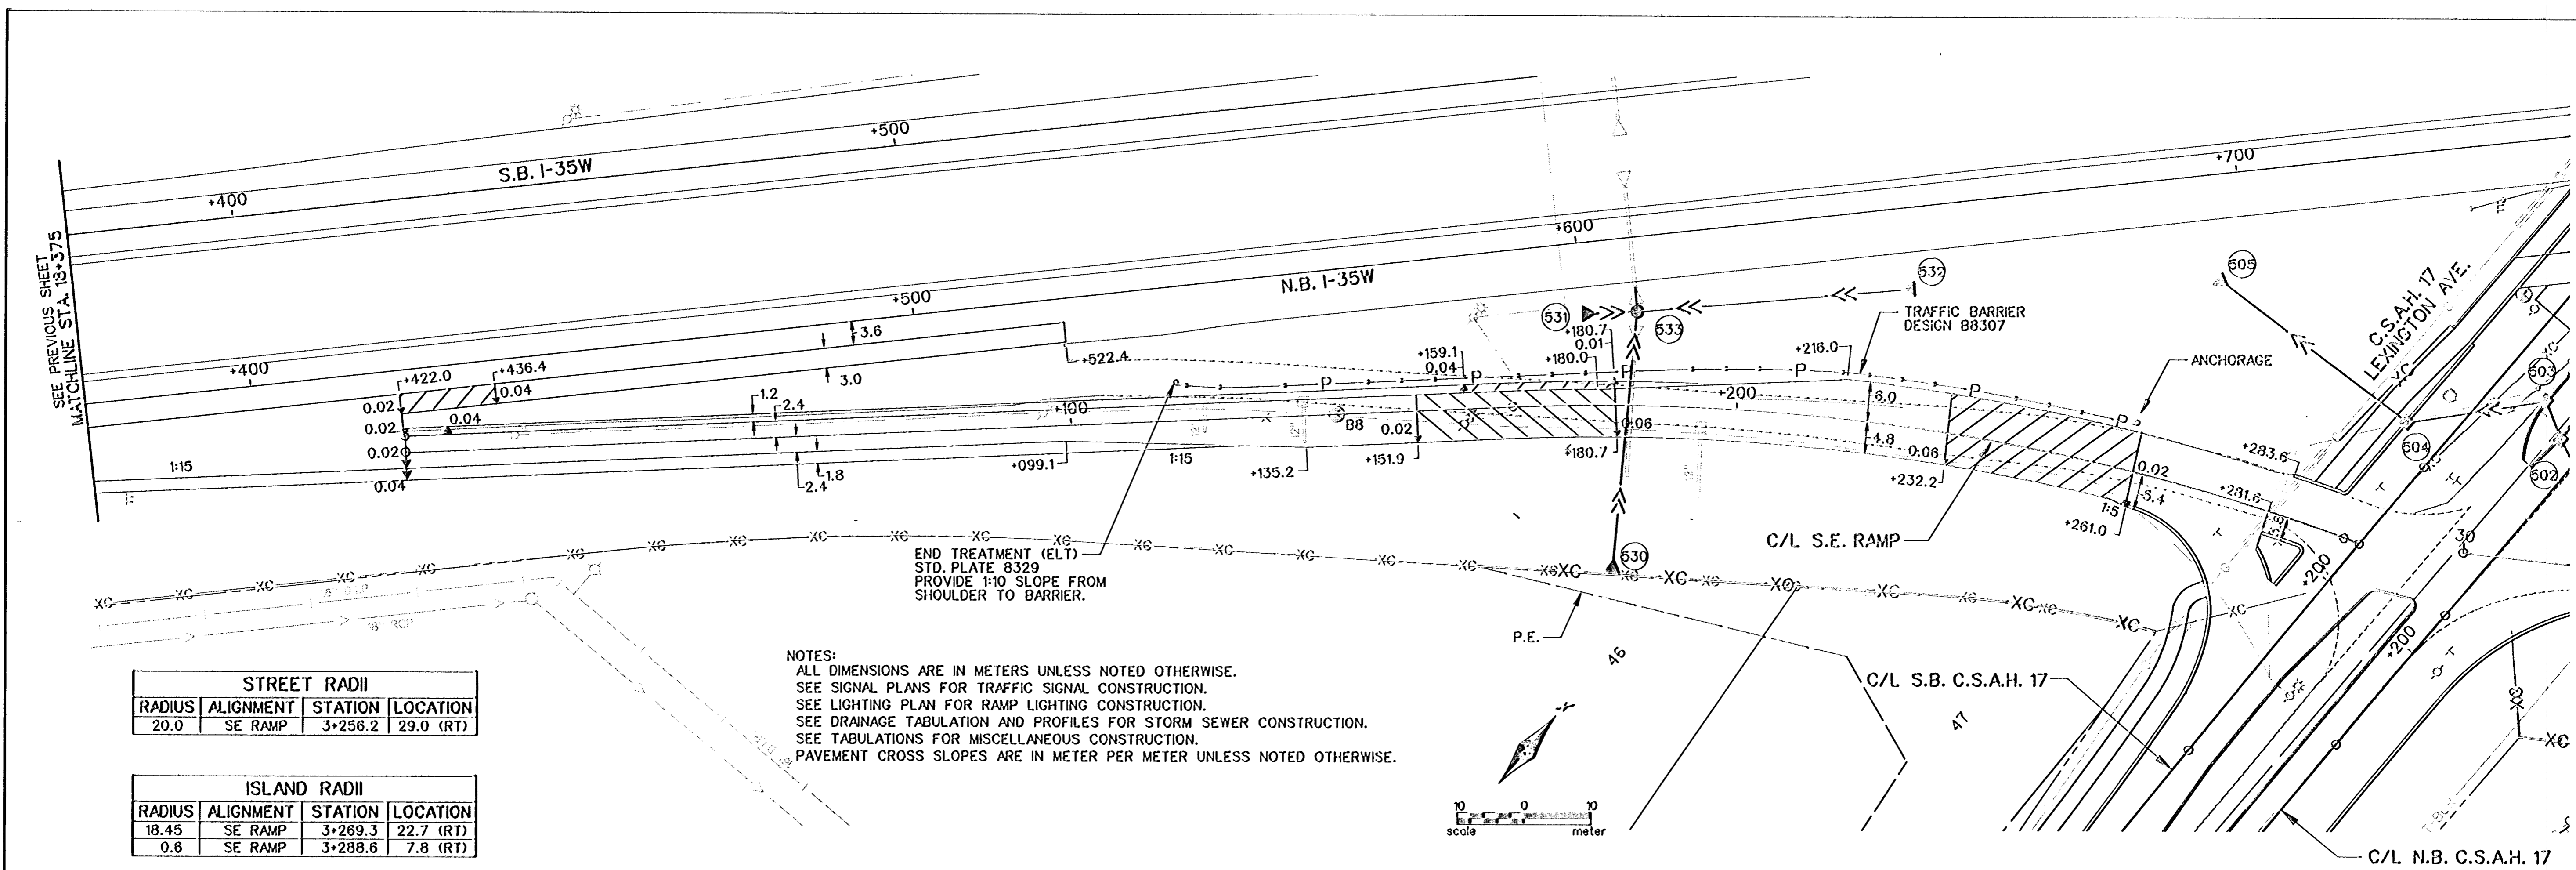 +500
S.B. I-35W
+400
+700
+600
N.B. I-35W
+500
+400
SEE PREVIOUS SHEET
MATCHLINE STA. 18+375
C.S.A.H. 17
LEXINGTON AVE.
505
532
531
533
503
504
502
530
TRAFFIC BARRIER
DESIGN B8307
ANCHORAGE
3.6
3.0
+522.4
+422.0
+436.4
0.04
0.02
0.02
0.04
0.02
0.04
1:15
1.2
2.4
1.8
2.4
+100
+099.1
1:15
+135.2
B8
+159.1
0.04
0.02
+151.9
+180.7
0.01
+180.0
0.06
+180.7
+200
+216.0
6.0
4.8
0.06
+232.2
0.02
5.4
1:5
+261.0
+281.6
+283.6
P
P
P
P
P
P
30
+200
+200
END TREATMENT (ELT)
STD. PLATE 8329
PROVIDE 1:10 SLOPE FROM
SHOULDER TO BARRIER.
C/L S.E. RAMP
P.E.
46
47
C/L S.B. C.S.A.H. 17
C/L N.B. C.S.A.H. 17
18" RCP
NOTES:
ALL DIMENSIONS ARE IN METERS UNLESS NOTED OTHERWISE.
SEE SIGNAL PLANS FOR TRAFFIC SIGNAL CONSTRUCTION.
SEE LIGHTING PLAN FOR RAMP LIGHTING CONSTRUCTION.
SEE DRAINAGE TABULATION AND PROFILES FOR STORM SEWER CONSTRUCTION.
SEE TABULATIONS FOR MISCELLANEOUS CONSTRUCTION.
PAVEMENT CROSS SLOPES ARE IN METER PER METER UNLESS NOTED OTHERWISE.
STREET RADII
RADIUS ALIGNMENT STATION LOCATION
20.0 SE RAMP 3+256.2 29.0 (RT)
ISLAND RADII
RADIUS ALIGNMENT STATION LOCATION
18.45 SE RAMP 3+269.3 22.7 (RT)
0.6 SE RAMP 3+288.6 7.8 (RT)
10 0 10
scale meter